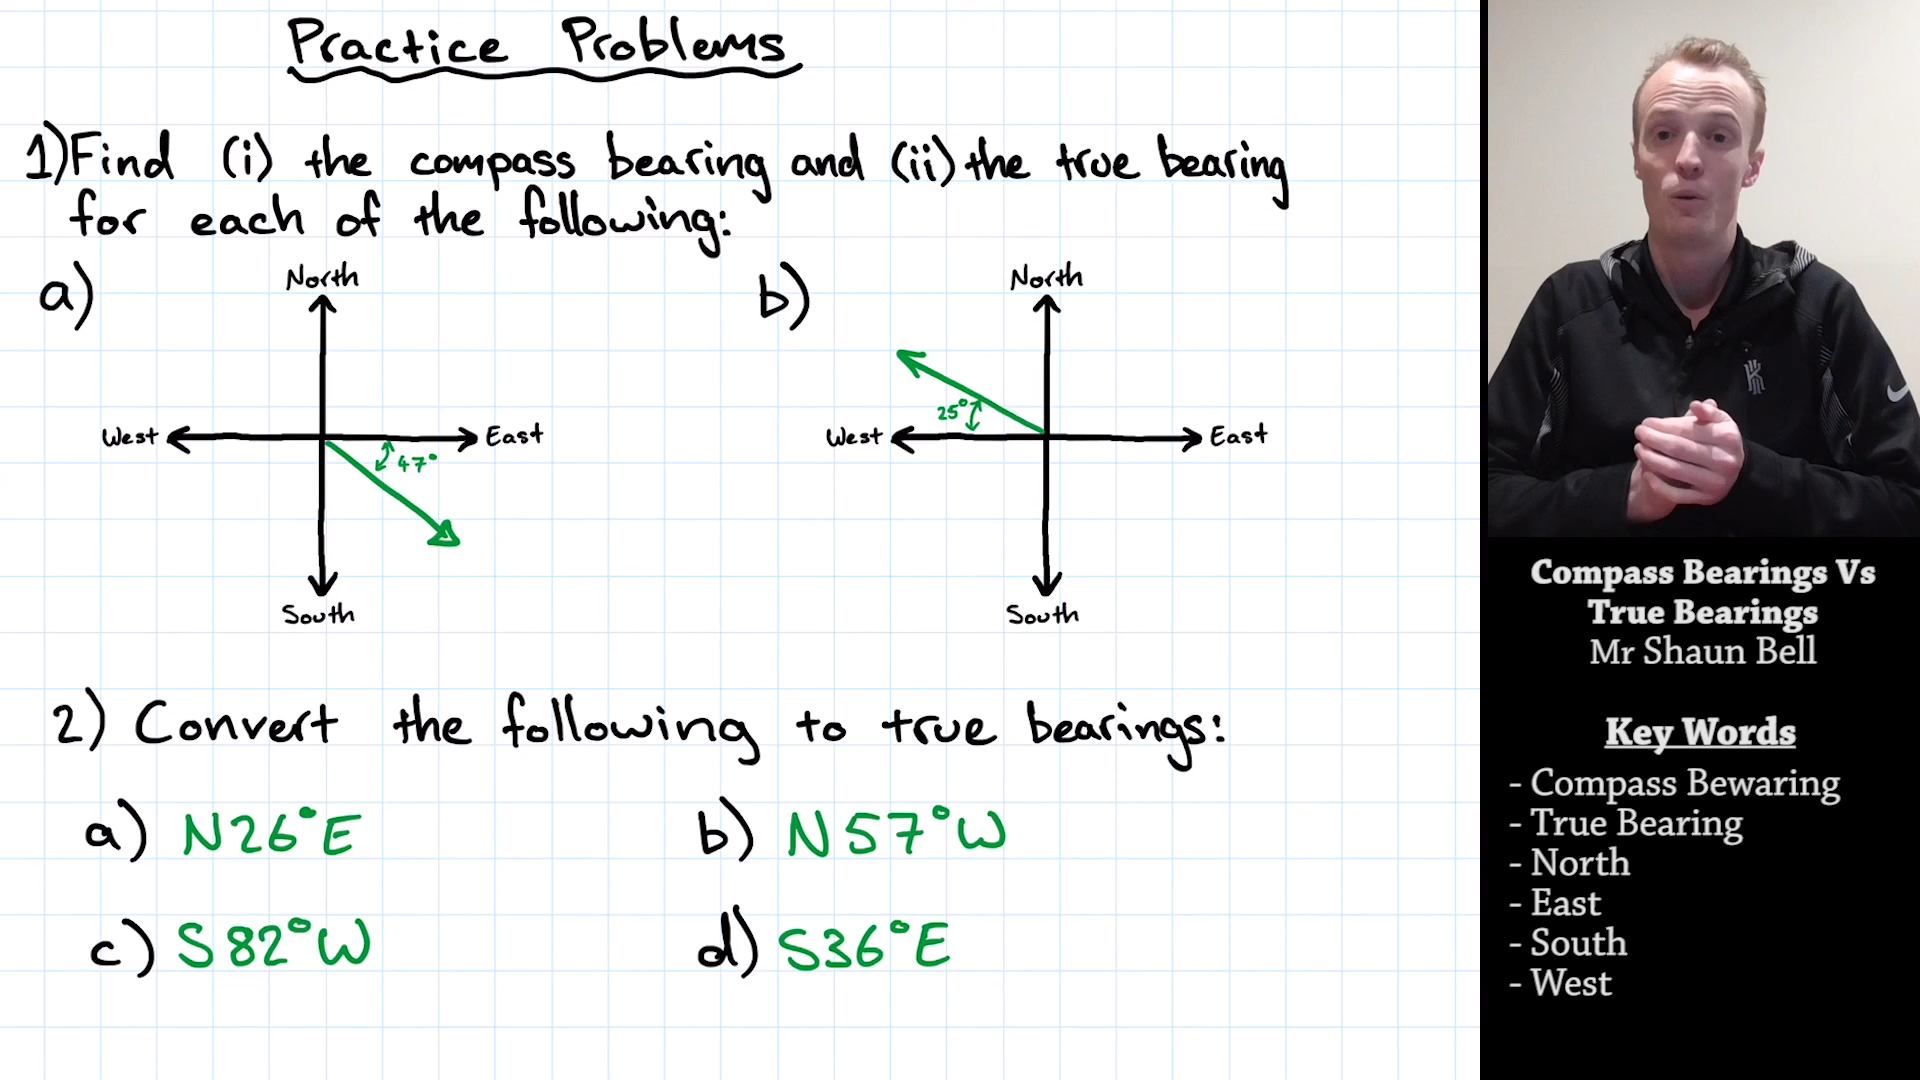 Practice Problems
1) Find (i) the compass bearing and (ii) the true bearing
for each of the following:
a)
North
West
East
47°
South
b)
North
25°
West
East
South
2) Convert the following to true bearings:
a) N26°E
b) N57°W
c) S82°W
d) S36°E
Compass Bearings Vs
True Bearings
Mr Shaun Bell
Key Words
- Compass Bewaring
- True Bearing
- North
- East
- South
- West